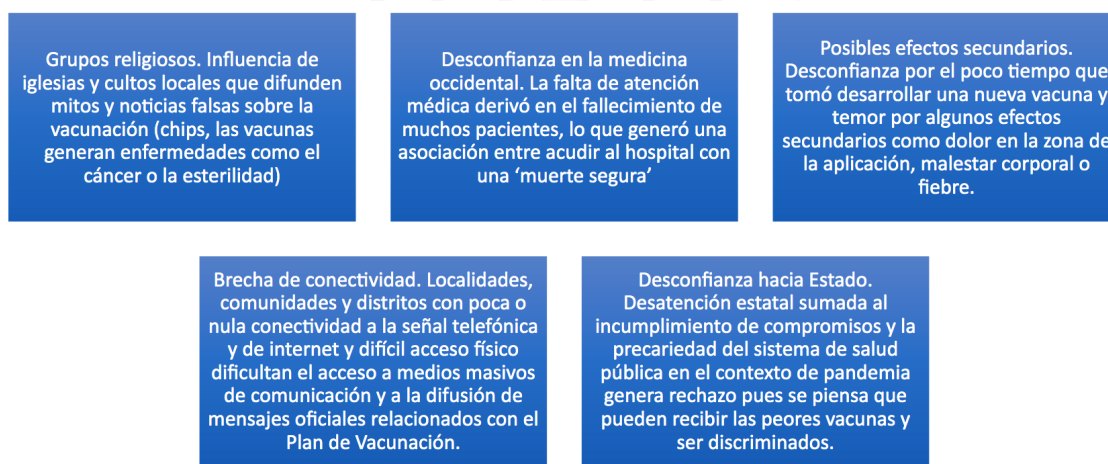 Grupos religiosos. Influencia de
iglesias y cultos locales que difunden
mitos y noticias falsas sobre la
vacunación (chips, las vacunas
generan enfermedades como el
cáncer o la esterilidad)
Desconfianza en la medicina
occidental. La falta de atención
médica derivó en el fallecimiento de
muchos pacientes, lo que generó una
asociación entre acudir al hospital con
una ‘muerte segura’
Posibles efectos secundarios.
Desconfianza por el poco tiempo que
tomó desarrollar una nueva vacuna y
temor por algunos efectos
secundarios como dolor en la zona de
la aplicación, malestar corporal o
fiebre.
Brecha de conectividad. Localidades,
comunidades y distritos con poca o
nula conectividad a la señal telefónica
y de internet y difícil acceso físico
dificultan el acceso a medios masivos
de comunicación y a la difusión de
mensajes oficiales relacionados con el
Plan de Vacunación.
Desconfianza hacia Estado.
Desatención estatal sumada al
incumplimiento de compromisos y la
precariedad del sistema de salud
pública en el contexto de pandemia
genera rechazo pues se piensa que
pueden recibir las peores vacunas y
ser discriminados.